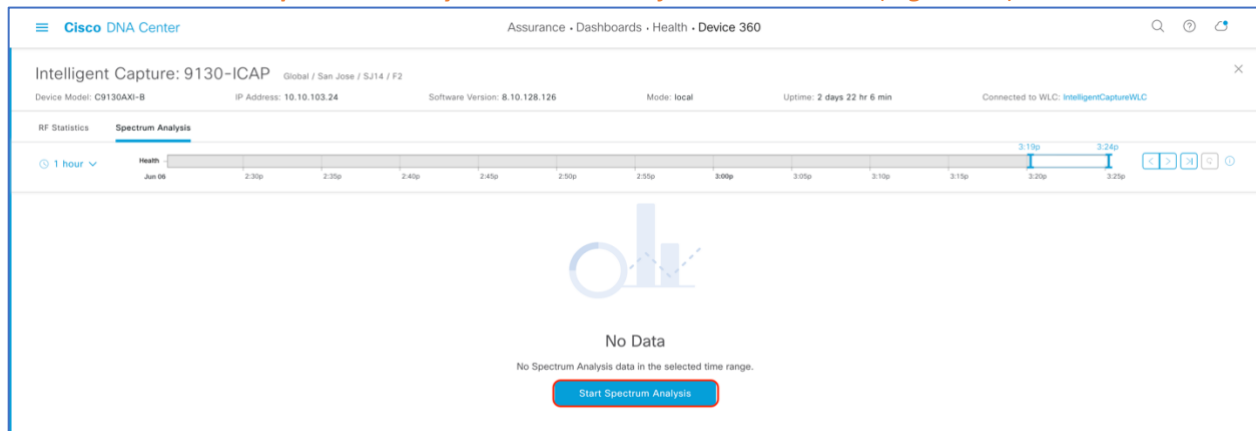 Cisco DNA Center
Assurance • Dashboards • Health • Device 360
Intelligent Capture: 9130-ICAP Global / San Jose / SJ14 / F2
Device Model: C9130AXI-B IP Address: 10.10.103.24 Software Version: 8.10.128.126 Mode: local Uptime: 2 days 22 hr 6 min Connected to WLC: IntelligentCaptureWLC
RF Statistics Spectrum Analysis
3:19p 3:24p
1 hour Health
Jun 06 2:30p 2:35p 2:40p 2:45p 2:50p 2:55p 3:00p 3:05p 3:10p 3:15p 3:20p 3:25p
No Data
No Spectrum Analysis data in the selected time range.
Start Spectrum Analysis